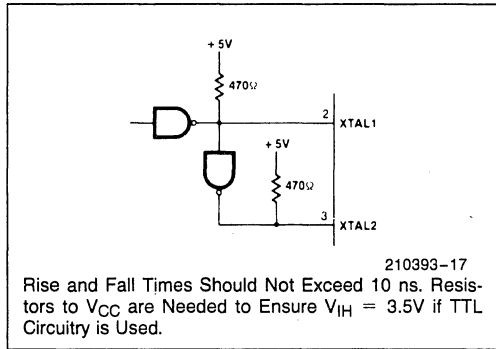 + 5V
470Ω
2
XTAL1
+ 5V
470Ω
3
XTAL2
210393-17
Rise and Fall Times Should Not Exceed 10 ns. Resis-
tors to VCC are Needed to Ensure VIH = 3.5V if TTL
Circuitry is Used.